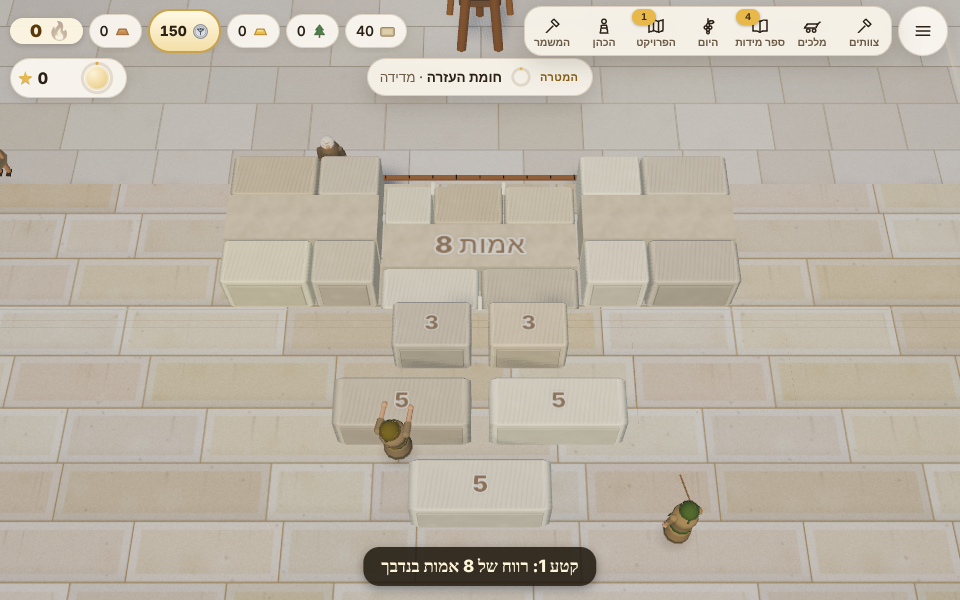 0
0
150
0
0
40
1
4
המשמר
הכהן
הפרויקט
היום
ספר מידות
מלכים
צוותים
0
המטרה חומת העזרה · מדידה
8 אמות
3
3
5
5
5
קטע 1: רווח של 8 אמות בנדבך